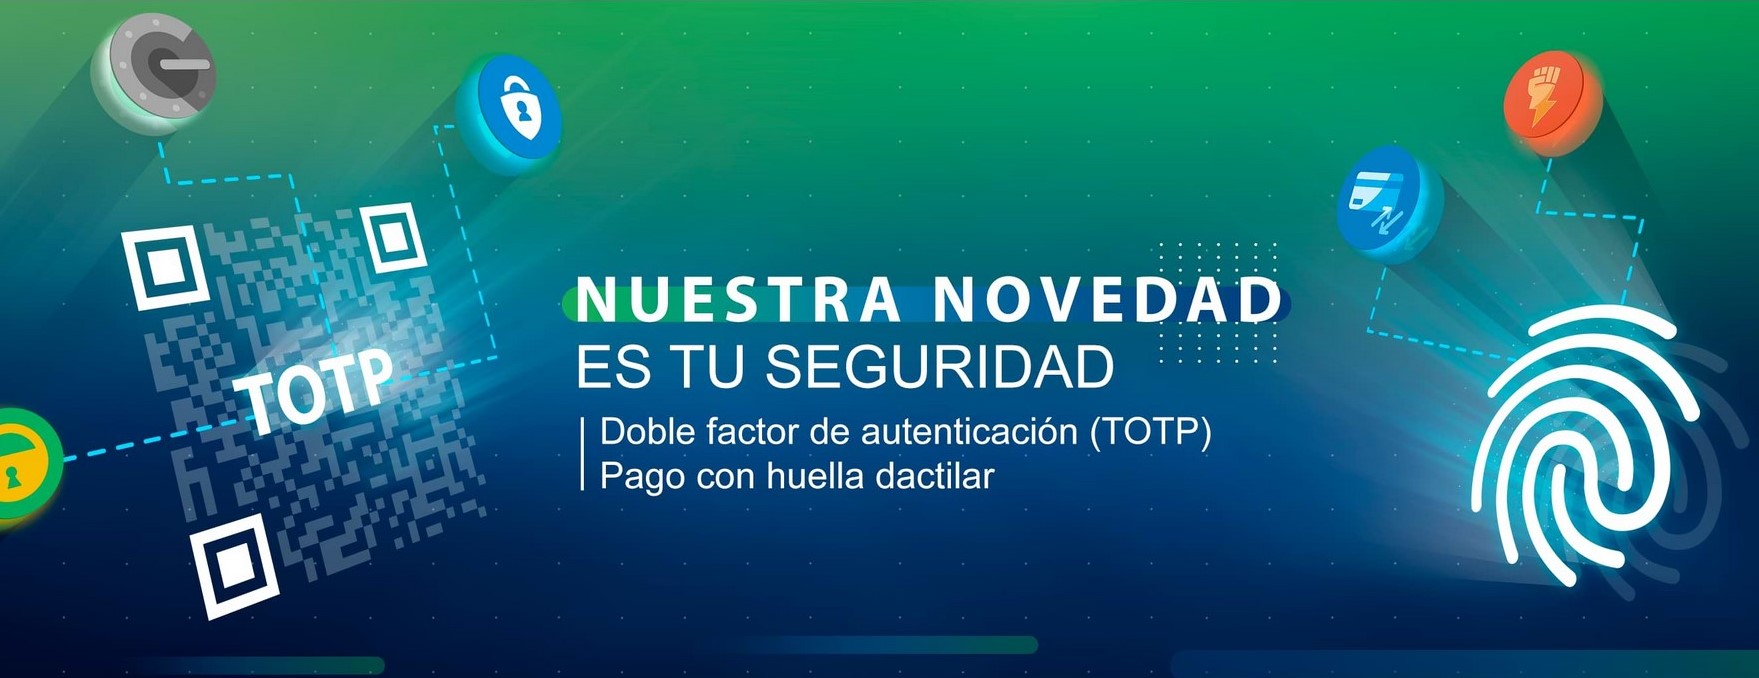 TOTP
NUESTRA NOVEDAD
ES TU SEGURIDAD
Doble factor de autenticación (TOTP)
Pago con huella dactilar